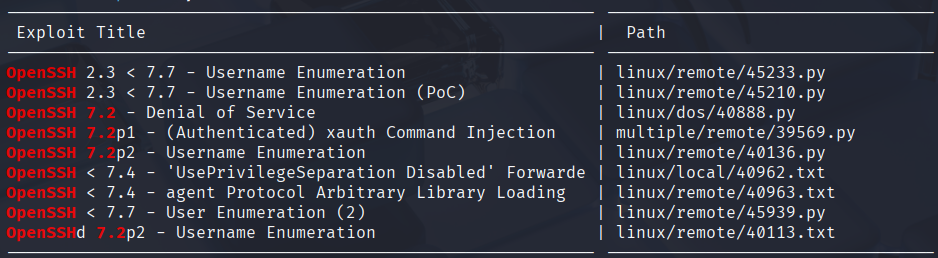 Exploit Title | Path
OpenSSH 2.3 < 7.7 - Username Enumeration | linux/remote/45233.py
OpenSSH 2.3 < 7.7 - Username Enumeration (PoC) | linux/remote/45210.py
OpenSSH 7.2 - Denial of Service | linux/dos/40888.py
OpenSSH 7.2p1 - (Authenticated) xauth Command Injection | multiple/remote/39569.py
OpenSSH 7.2p2 - Username Enumeration | linux/remote/40136.py
OpenSSH < 7.4 - 'UsePrivilegeSeparation Disabled' Forwarde | linux/local/40962.txt
OpenSSH < 7.4 - agent Protocol Arbitrary Library Loading | linux/remote/40963.txt
OpenSSH < 7.7 - User Enumeration (2) | linux/remote/45939.py
OpenSSHd 7.2p2 - Username Enumeration | linux/remote/40113.txt